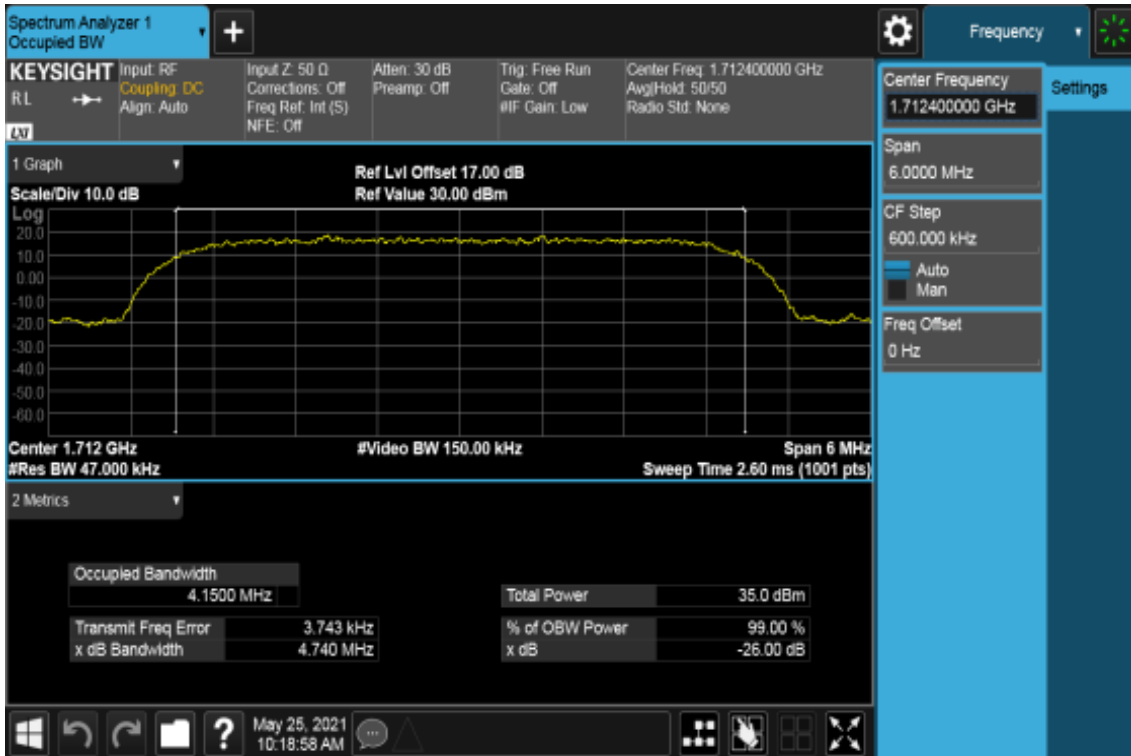 Spectrum Analyzer 1
Occupied BW
+
Frequency
KEYSIGHT
R L
LXI
Input: RF
Coupling: DC
Align: Auto
Input Z: 50 Ω
Corrections: Off
Freq Ref: Int (S)
NFE: Off
Atten: 30 dB
Preamp: Off
Trig: Free Run
Gate: Off
#IF Gain: Low
Center Freq: 1.712400000 GHz
Avg|Hold: 50/50
Radio Std: None
Center Frequency
1.712400000 GHz
Settings
Span
6.0000 MHz
CF Step
600.000 kHz
Auto
Man
Freq Offset
0 Hz
1 Graph
Ref Lvl Offset 17.00 dB
Scale/Div 10.0 dB
Ref Value 30.00 dBm
Log
20.0
10.0
0.00
-10.0
-20.0
-30.0
-40.0
-50.0
-60.0
Center 1.712 GHz
#Video BW 150.00 kHz
Span 6 MHz
#Res BW 47.000 kHz
Sweep Time 2.60 ms (1001 pts)
2 Metrics
Occupied Bandwidth
4.1500 MHz
Total Power 35.0 dBm
Transmit Freq Error 3.743 kHz
% of OBW Power 99.00 %
x dB Bandwidth 4.740 MHz
x dB -26.00 dB
?
May 25, 2021
10:18:58 AM